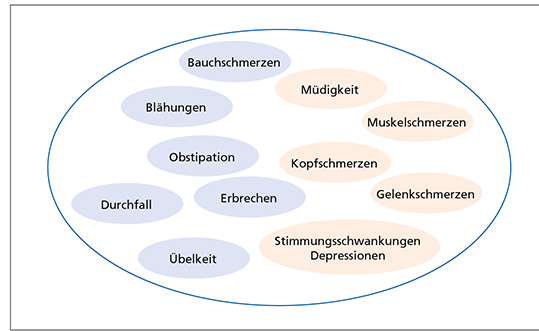 Bauchschmerzen
Müdigkeit
Blähungen
Muskelschmerzen
Obstipation
Kopfschmerzen
Erbrechen
Gelenkschmerzen
Durchfall
Stimmungsschwankungen
Depressionen
Übelkeit